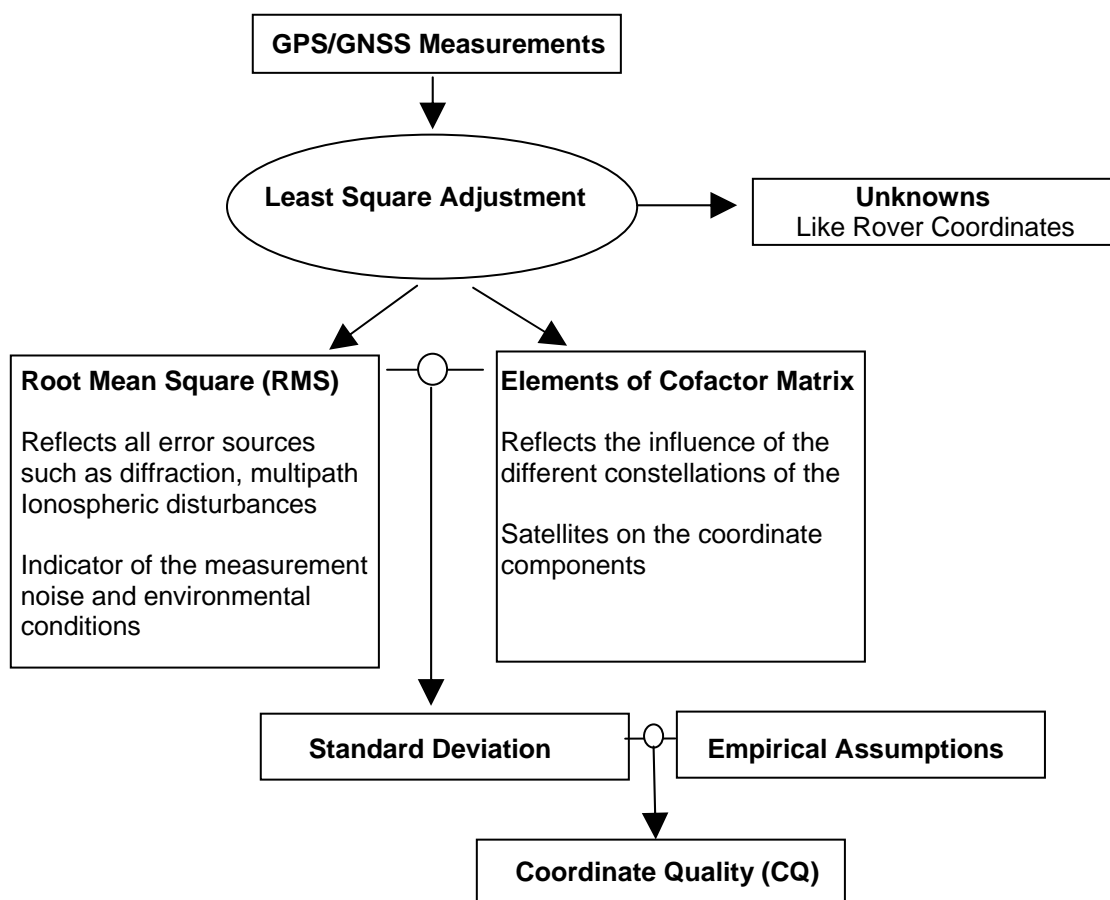 GPS/GNSS Measurements
Least Square Adjustment
Unknowns
Like Rover Coordinates
Root Mean Square (RMS)
Reflects all error sources
such as diffraction, multipath
Ionospheric disturbances
Indicator of the measurement
noise and environmental
conditions
Elements of Cofactor Matrix
Reflects the influence of the
different constellations of the
Satellites on the coordinate
components
Standard Deviation
Empirical Assumptions
Coordinate Quality (CQ)